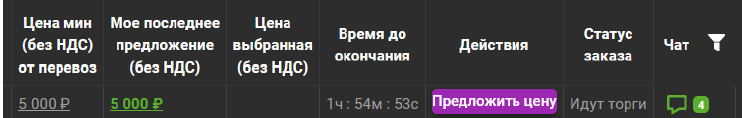 Цена мин (без НДС) от перевоз
Мое последнее предложение (без НДС)
Цена выбранная (без НДС)
Время до окончания
Действия
Статус заказа
Чат
5 000 ₽
5 000 ₽
1ч : 54м : 53с
Предложить цену
Идут торги
4